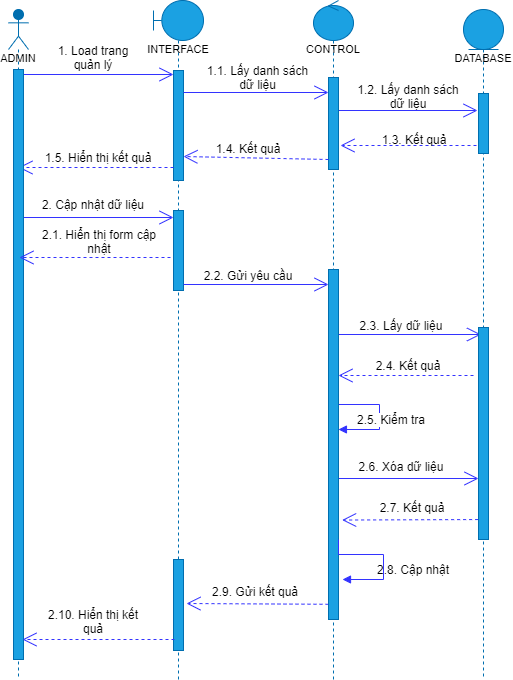 ADMIN
INTERFACE
CONTROL
DATABASE
1. Load trang
quản lý
1.1. Lấy danh sách
dữ liệu
1.2. Lấy danh sách
dữ liệu
1.3. Kết quả
1.4. Kết quả
1.5. Hiển thị kết quả
2. Cập nhật dữ liệu
2.1. Hiển thị form cập
nhật
2.2. Gửi yêu cầu
2.3. Lấy dữ liệu
2.4. Kết quả
2.5. Kiểm tra
2.6. Xóa dữ liệu
2.7. Kết quả
2.8. Cập nhật
2.9. Gửi kết quả
2.10. Hiển thị kết
quả